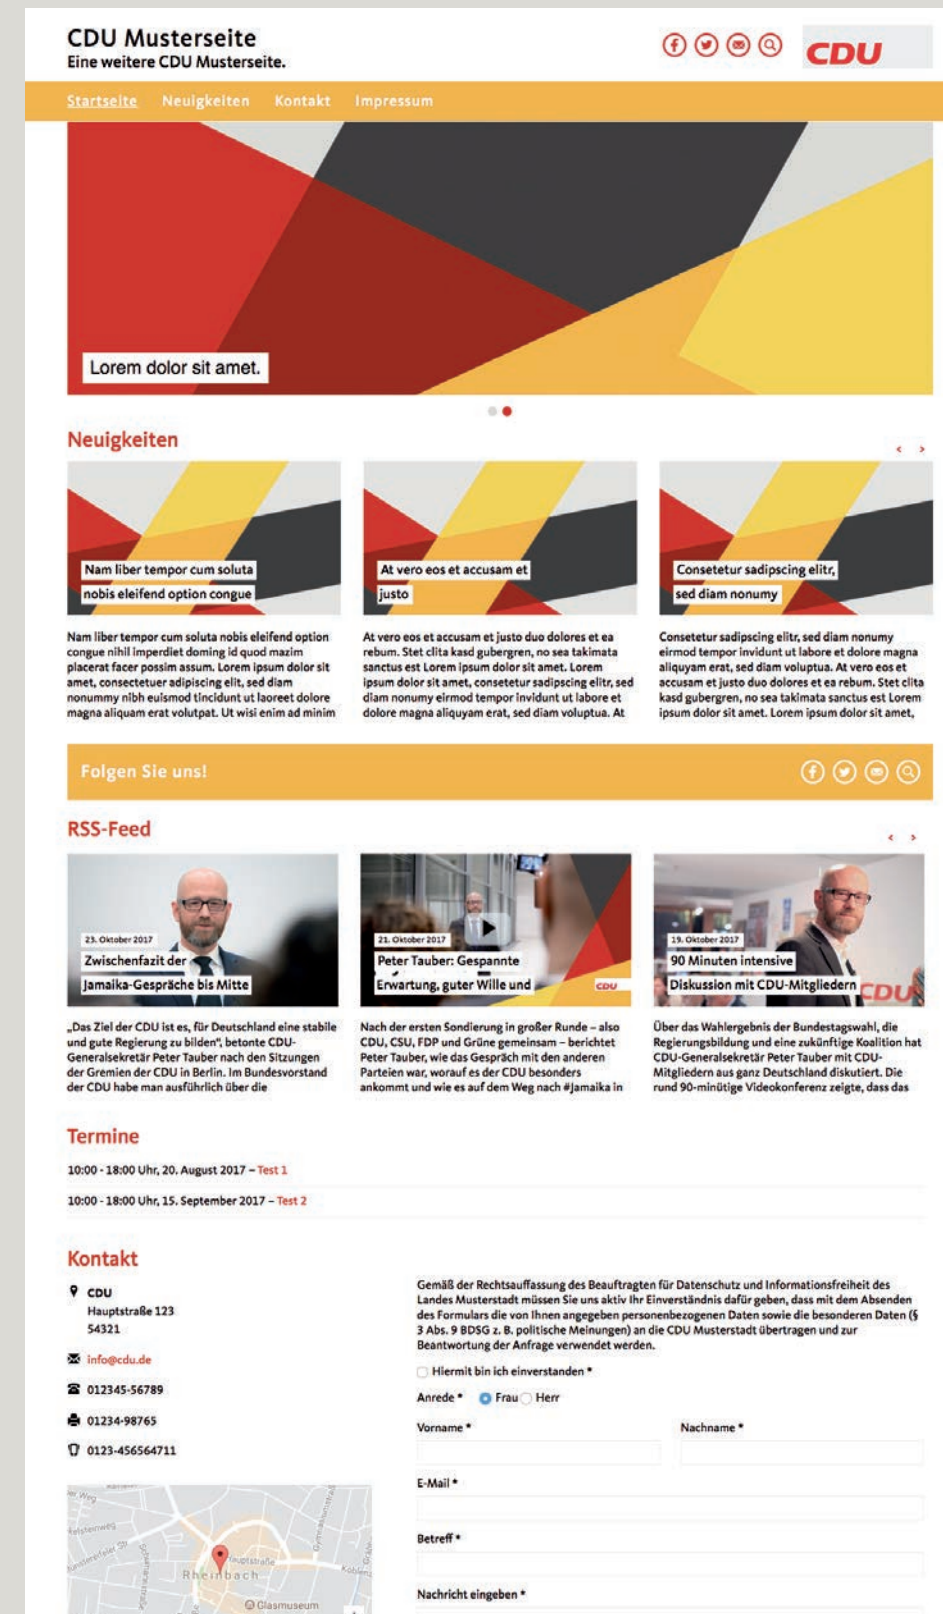 CDU Musterseite
Eine weitere CDU Musterseite.
CDU
Startseite Neuigkeiten Kontakt Impressum
Lorem dolor sit amet.
Neuigkeiten
Nam liber tempor cum soluta
nobis eleifend option congue
At vero eos et accusam et
justo
Consetetur sadipscing elitr,
sed diam nonumy
Nam liber tempor cum soluta nobis eleifend option
congue nihil imperdiet doming id quod mazim
placerat facer possim assum. Lorem ipsum dolor sit
amet, consectetuer adipiscing elit, sed diam
nonummy nibh euismod tincidunt ut laoreet dolore
magna aliquam erat volutpat. Ut wisi enim ad minim
At vero eos et accusam et justo duo dolores et ea
rebum. Stet clita kasd gubergren, no sea takimata
sanctus est Lorem ipsum dolor sit amet. Lorem
ipsum dolor sit amet, consetetur sadipscing elitr, sed
diam nonumy eirmod tempor invidunt ut labore et
dolore magna aliquyam erat, sed diam voluptua. At
Consetetur sadipscing elitr, sed diam nonumy
eirmod tempor invidunt ut labore et dolore magna
aliquyam erat, sed diam voluptua. At vero eos et
accusam et justo duo dolores et ea rebum. Stet clita
kasd gubergren, no sea takimata sanctus est Lorem
ipsum dolor sit amet. Lorem ipsum dolor sit amet,
Folgen Sie uns!
RSS-Feed
23. Oktober 2017
Zwischenfazit der
Jamaika-Gespräche bis Mitte
21. Oktober 2017
Peter Tauber: Gespannte
Erwartung, guter Wille und
CDU
19. Oktober 2017
90 Minuten intensive
Diskussion mit CDU-Mitgliedern
CDU
„Das Ziel der CDU ist es, für Deutschland eine stabile
und gute Regierung zu bilden“, betonte CDU-
Generalsekretär Peter Tauber nach den Sitzungen
der Gremien der CDU in Berlin. Im Bundesvorstand
der CDU habe man ausführlich über die
Nach der ersten Sondierung in großer Runde – also
CDU, CSU, FDP und Grüne gemeinsam – berichtet
Peter Tauber, wie das Gespräch mit den anderen
Parteien war, worauf es der CDU besonders
ankommt und wie es auf dem Weg nach #Jamaika in
Über das Wahlergebnis der Bundestagswahl, die
Regierungsbildung und eine zukünftige Koalition hat
CDU-Generalsekretär Peter Tauber mit CDU-
Mitgliedern aus ganz Deutschland diskutiert. Die
rund 90-minütige Videokonferenz zeigte, dass das
Termine
10:00 - 18:00 Uhr, 20. August 2017 – Test 1
10:00 - 18:00 Uhr, 15. September 2017 – Test 2
Kontakt
CDU
Hauptstraße 123
54321
info@cdu.de
012345-56789
01234-98765
0123-456564711
Hauptstraße
Rheinbach
Glasmuseum
Gemäß der Rechtsauffassung des Beauftragten für Datenschutz und Informationsfreiheit des
Landes Musterstadt müssen Sie uns aktiv Ihr Einverständnis dafür geben, dass mit dem Absenden
des Formulars die von Ihnen angegeben personenbezogenen Daten sowie die besonderen Daten (§
3 Abs. 9 BDSG z. B. politische Meinungen) an die CDU Musterstadt übertragen und zur
Beantwortung der Anfrage verwendet werden.
Hiermit bin ich einverstanden *
Anrede * Frau Herr
Vorname * Nachname *
E-Mail *
Betreff *
Nachricht eingeben *